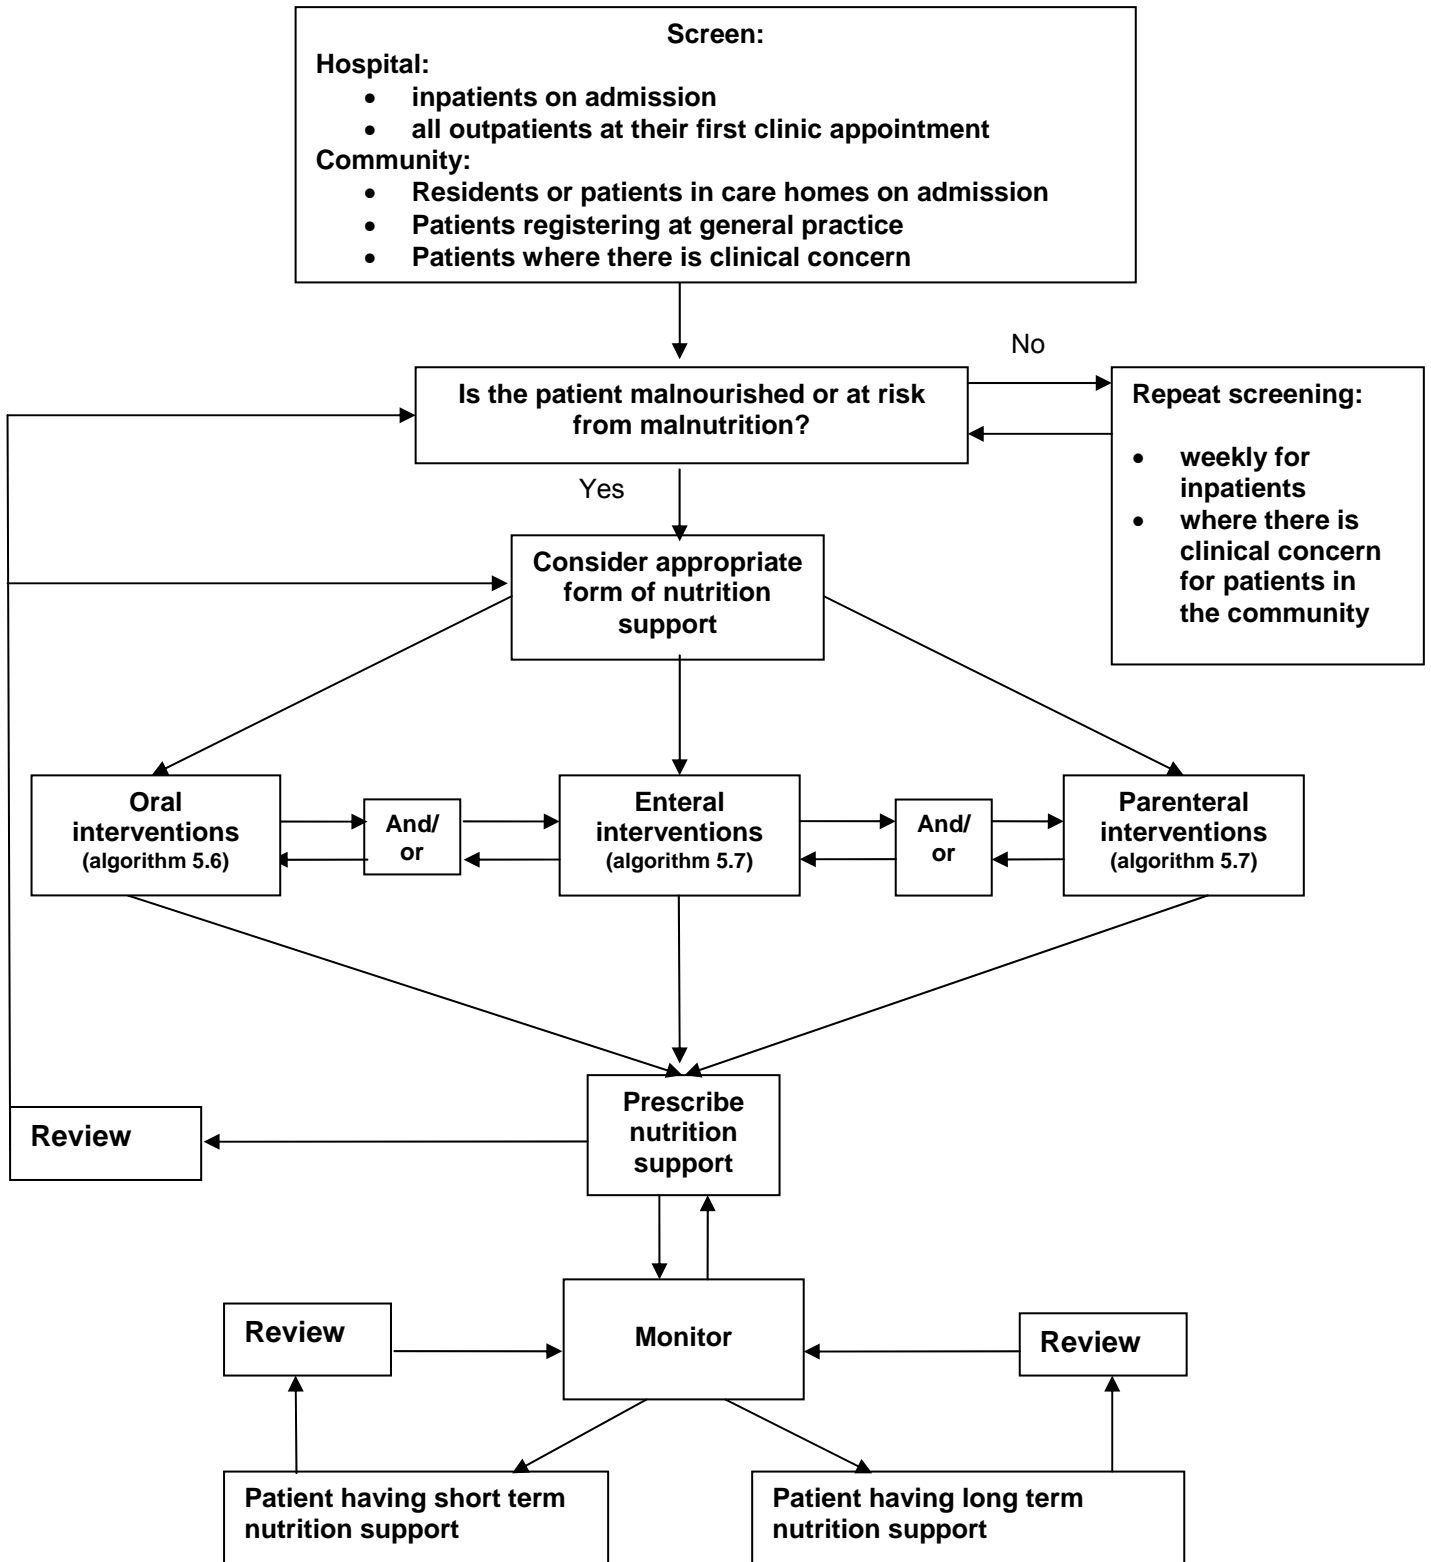 Screen:
Hospital:
• inpatients on admission
• all outpatients at their first clinic appointment
Community:
• Residents or patients in care homes on admission
• Patients registering at general practice
• Patients where there is clinical concern
No
Is the patient malnourished or at risk
from malnutrition?
Repeat screening:
• weekly for
inpatients
• where there is
clinical concern
for patients in
the community
Yes
Consider appropriate
form of nutrition
support
Oral
interventions
(algorithm 5.6)
And/
or
Enteral
interventions
(algorithm 5.7)
And/
or
Parenteral
interventions
(algorithm 5.7)
Prescribe
nutrition
support
Review
Review
Monitor
Review
Patient having short term
nutrition support
Patient having long term
nutrition support